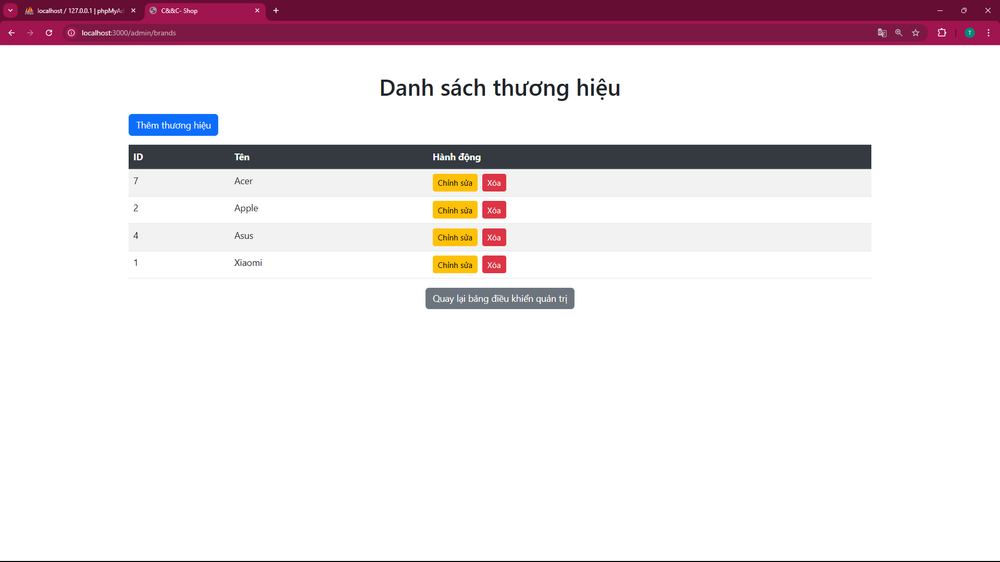 localhost / 127.0.0.1 | phpMyAd
C&&C- Shop
localhost:3000/admin/brands
T
Danh sách thương hiệu
Thêm thương hiệu
ID Tên Hành động
7 Acer Chỉnh sửa Xóa
2 Apple Chỉnh sửa Xóa
4 Asus Chỉnh sửa Xóa
1 Xiaomi Chỉnh sửa Xóa
Quay lại bảng điều khiển quản trị